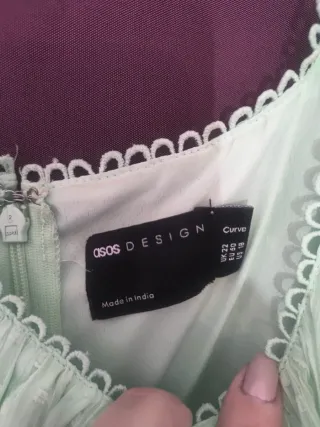 asos DESIGN
Curve
UK 22
EU 50
US 18
Made in India